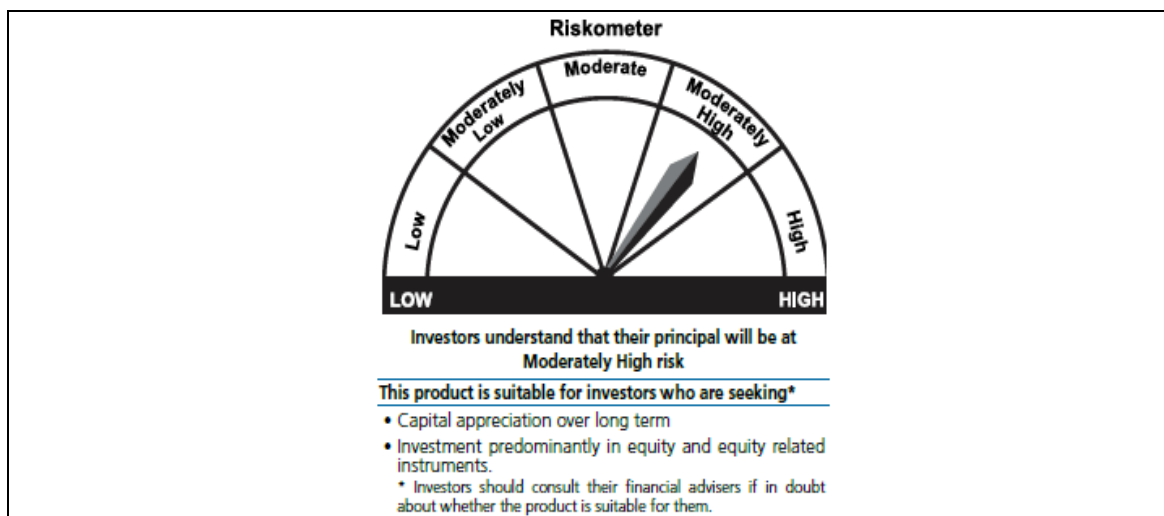 Riskometer
Low
Moderately
Low
Moderate
Moderately
High
High
LOW
HIGH
Investors understand that their principal will be at
Moderately High risk
This product is suitable for investors who are seeking*
• Capital appreciation over long term
• Investment predominantly in equity and equity related
instruments.
* Investors should consult their financial advisers if in doubt
about whether the product is suitable for them.